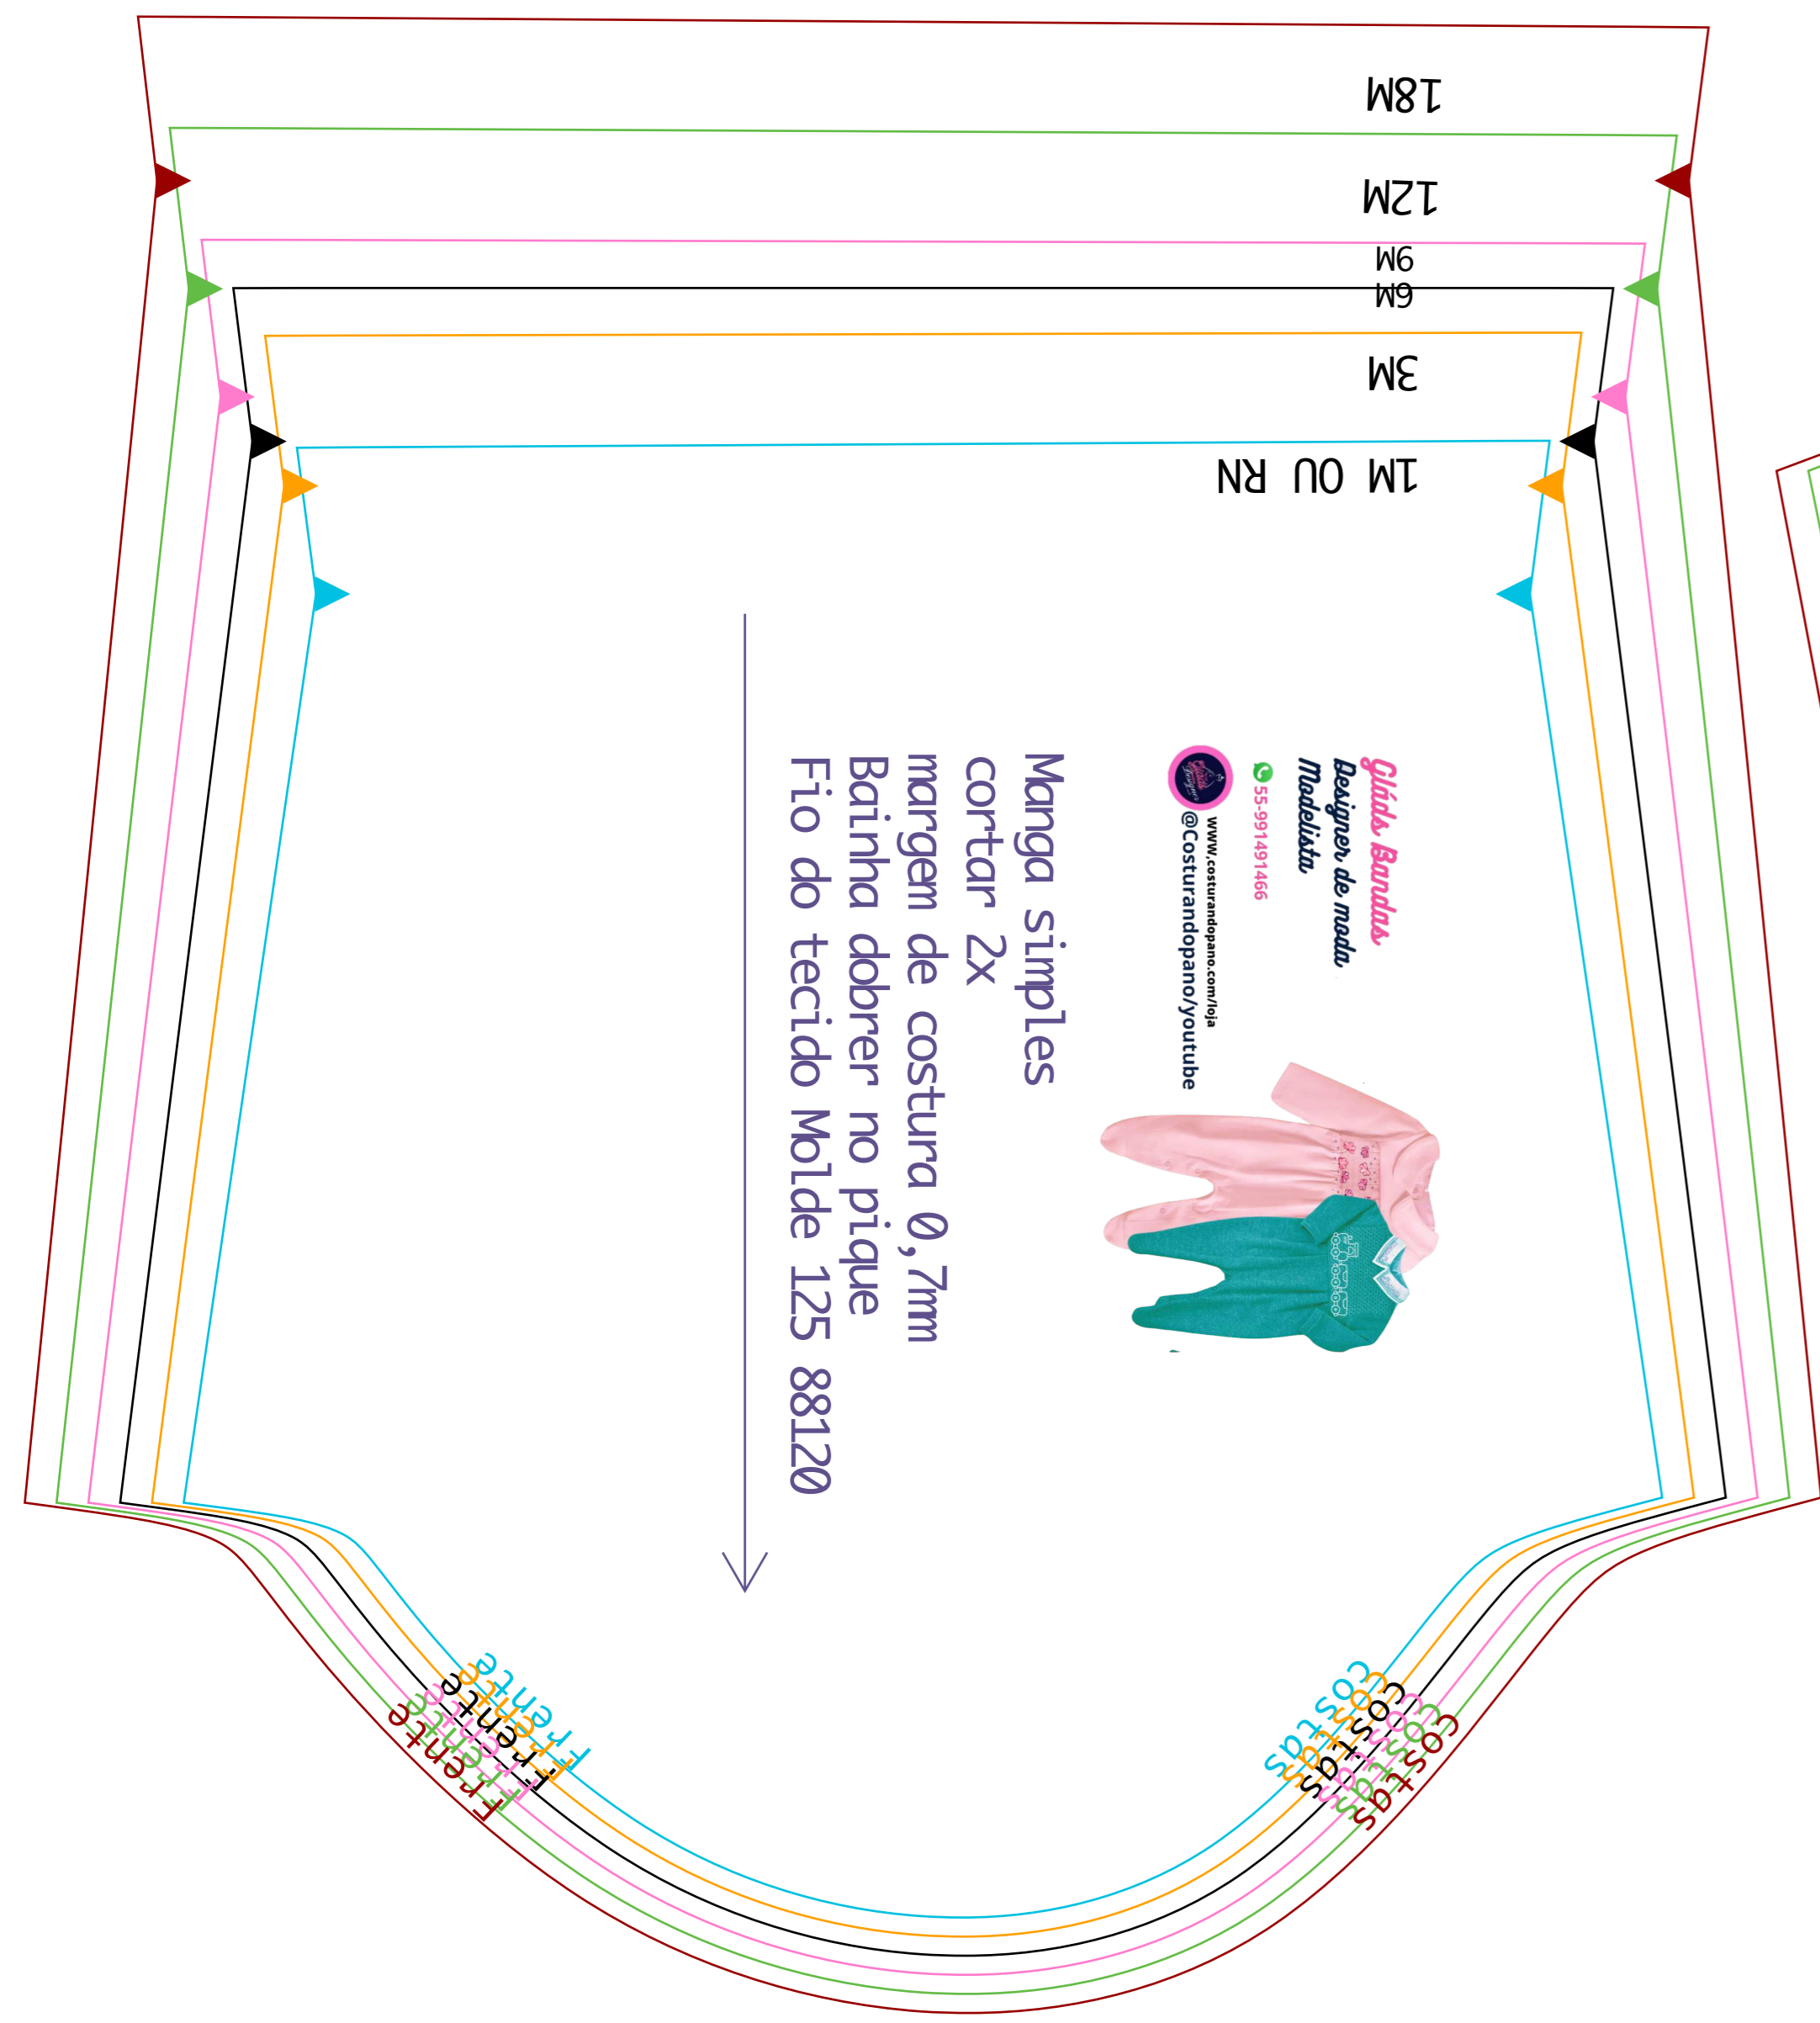 18M
12M
9M
6M
3M
1M OU RN
Gláds Bandas
Designer de moda
Modelista
55-991491466
www.costurandopano.com/loja
@Costurandopano/youtube
Manga simples
cortar 2x
margem de costura 0,7mm
Bainha dobrer no pique
Fio do tecido Molde 125 88120
Frente
Frente
Frente
Frente
Frente
Frente
costas
costas
costas
costas
costas
costas